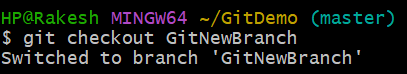 HP@Rakesh MINGW64 ~/GitDemo (master)
$ git checkout GitNewBranch
Switched to branch 'GitNewBranch'